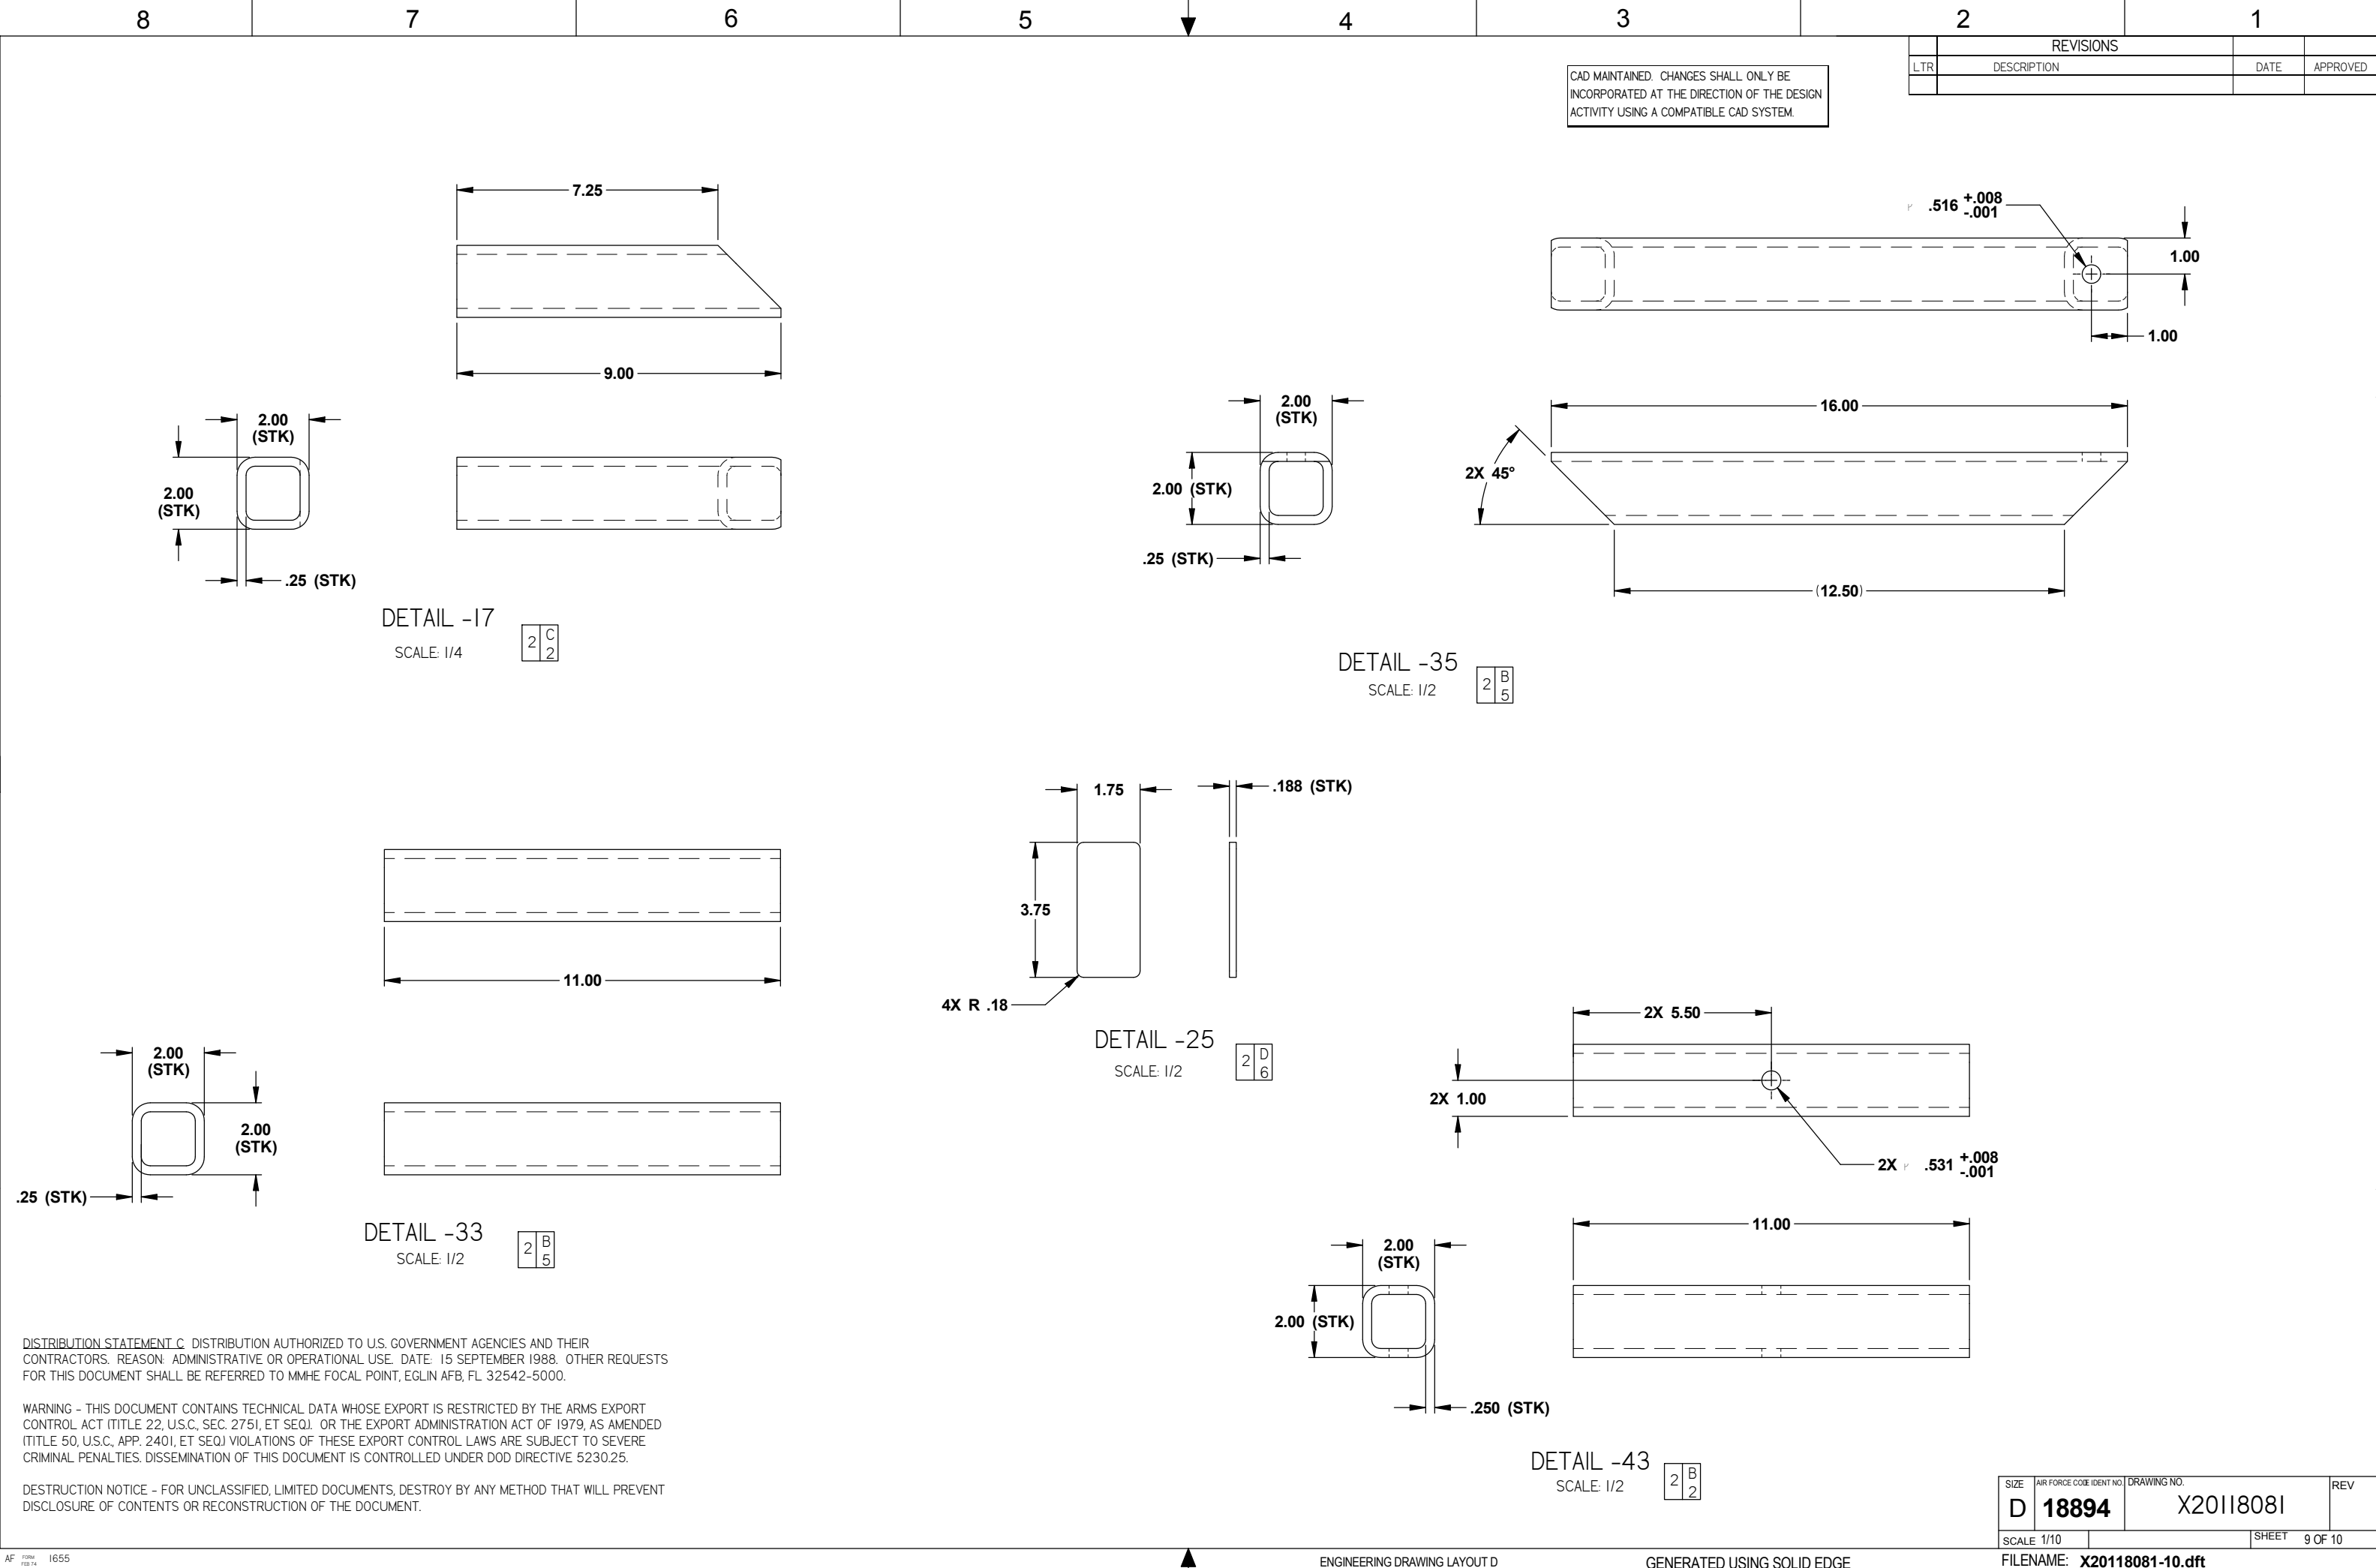 8 7 6 5 4 3 2 1
REVISIONS
LTR DESCRIPTION DATE APPROVED
CAD MAINTAINED. CHANGES SHALL ONLY BE
INCORPORATED AT THE DIRECTION OF THE DESIGN
ACTIVITY USING A COMPATIBLE CAD SYSTEM.
7.25
9.00
2.00
(STK)
2.00
(STK)
.25 (STK)
DETAIL -17
SCALE: 1/4
2 C
2
.516 +.008
-.001
1.00
1.00
2.00
(STK)
2.00 (STK)
.25 (STK)
16.00
2X 45°
(12.50)
DETAIL -35
SCALE: 1/2
2 B
5
11.00
2.00
(STK)
2.00
(STK)
.25 (STK)
DETAIL -33
SCALE: 1/2
2 B
5
1.75
.188 (STK)
3.75
4X R .18
DETAIL -25
SCALE: 1/2
2 D
6
2X 5.50
2X 1.00
2X .531 +.008
-.001
11.00
2.00
(STK)
2.00 (STK)
.250 (STK)
DETAIL -43
SCALE: 1/2
2 B
2
DISTRIBUTION STATEMENT C DISTRIBUTION AUTHORIZED TO U.S. GOVERNMENT AGENCIES AND THEIR
CONTRACTORS. REASON: ADMINISTRATIVE OR OPERATIONAL USE. DATE: 15 SEPTEMBER 1988. OTHER REQUESTS
FOR THIS DOCUMENT SHALL BE REFERRED TO MMHE FOCAL POINT, EGLIN AFB, FL 32542-5000.
WARNING - THIS DOCUMENT CONTAINS TECHNICAL DATA WHOSE EXPORT IS RESTRICTED BY THE ARMS EXPORT
CONTROL ACT (TITLE 22, U.S.C., SEC. 2751, ET SEQ.). OR THE EXPORT ADMINISTRATION ACT OF 1979, AS AMENDED
(TITLE 50, U.S.C., APP. 2401, ET SEQ.) VIOLATIONS OF THESE EXPORT CONTROL LAWS ARE SUBJECT TO SEVERE
CRIMINAL PENALTIES. DISSEMINATION OF THIS DOCUMENT IS CONTROLLED UNDER DOD DIRECTIVE 5230.25.
DESTRUCTION NOTICE - FOR UNCLASSIFIED, LIMITED DOCUMENTS, DESTROY BY ANY METHOD THAT WILL PREVENT
DISCLOSURE OF CONTENTS OR RECONSTRUCTION OF THE DOCUMENT.
SIZE AIR FORCE CODE IDENT NO. DRAWING NO. REV
D 18894 X20118081
SCALE 1/10 SHEET 9 OF 10
AF FORM 1655
FEB 74
ENGINEERING DRAWING LAYOUT D GENERATED USING SOLID EDGE FILENAME: X20118081-10.dft